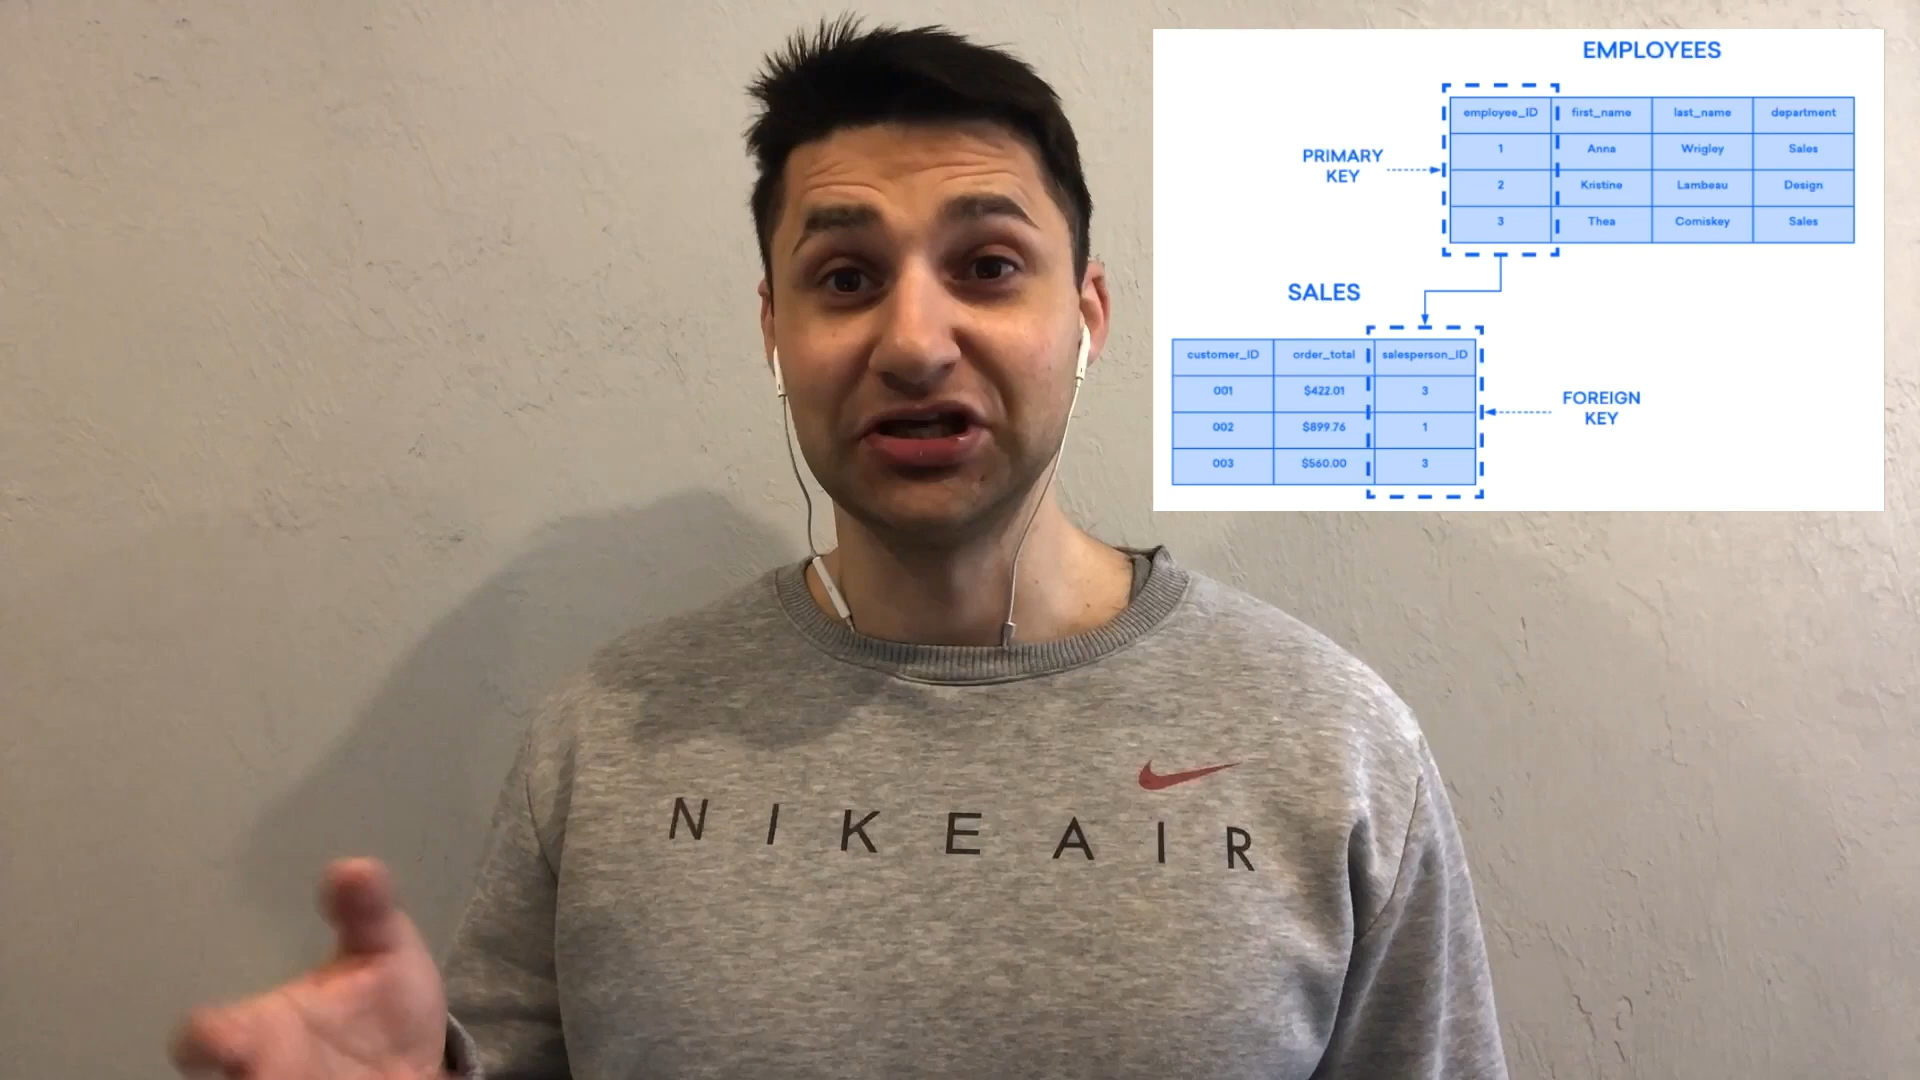 EMPLOYEES
employee_ID first_name last_name department
1 Anna Wrigley Sales
2 Kristine Lambeau Design
3 Thea Comiskey Sales
PRIMARY
KEY
SALES
customer_ID order_total salesperson_ID
001 $422.01 3
002 $899.76 1
003 $560.00 3
FOREIGN
KEY
NIKE AIR